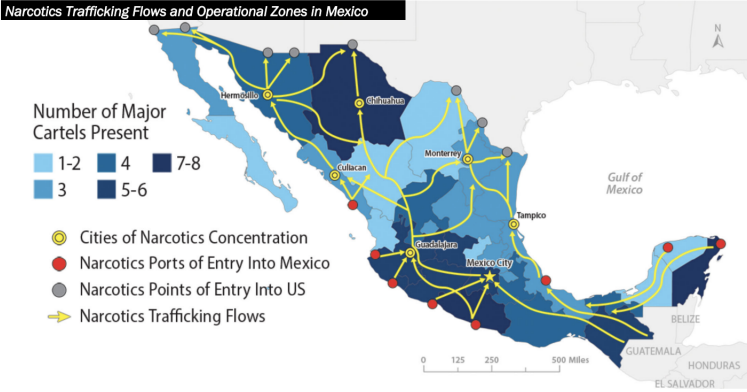 Narcotics Trafficking Flows and Operational Zones in Mexico
N
Hermosillo
Chihuahua
Number of Major
Cartels Present
1-2
4
7-8
3
5-6
Monterrey
Culiacan
Gulf of
Mexico
Tampico
Cities of Narcotics Concentration
Narcotics Ports of Entry Into Mexico
Narcotics Points of Entry Into US
Narcotics Trafficking Flows
Guadalajara
Mexico City
BELIZE
GUATEMALA
HONDURAS
EL SALVADOR
0 125 250 500 Miles